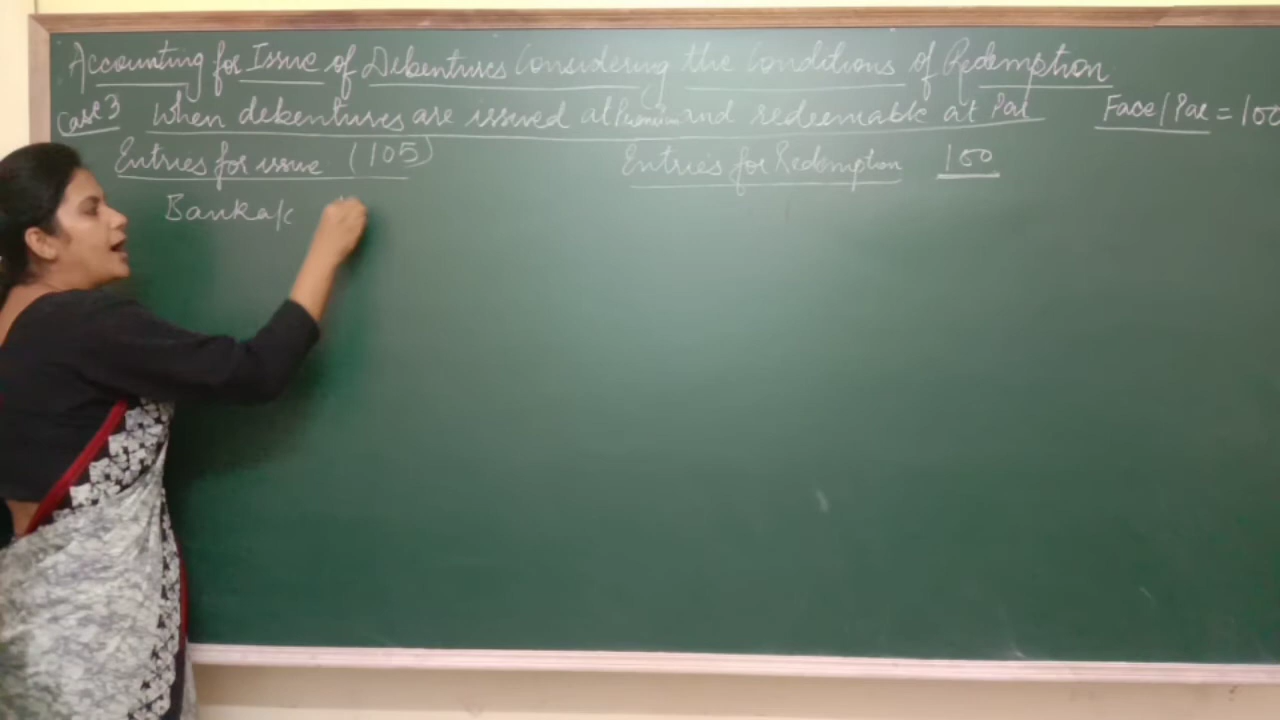 Accounting for Issue of Debentures Considering the Conditions of Redemption
Case 3 When debentures are issued at Premium and redeemable at Par Face/Par = 100
Entries for issue (105) Entries for Redemption 100
Bank a/c